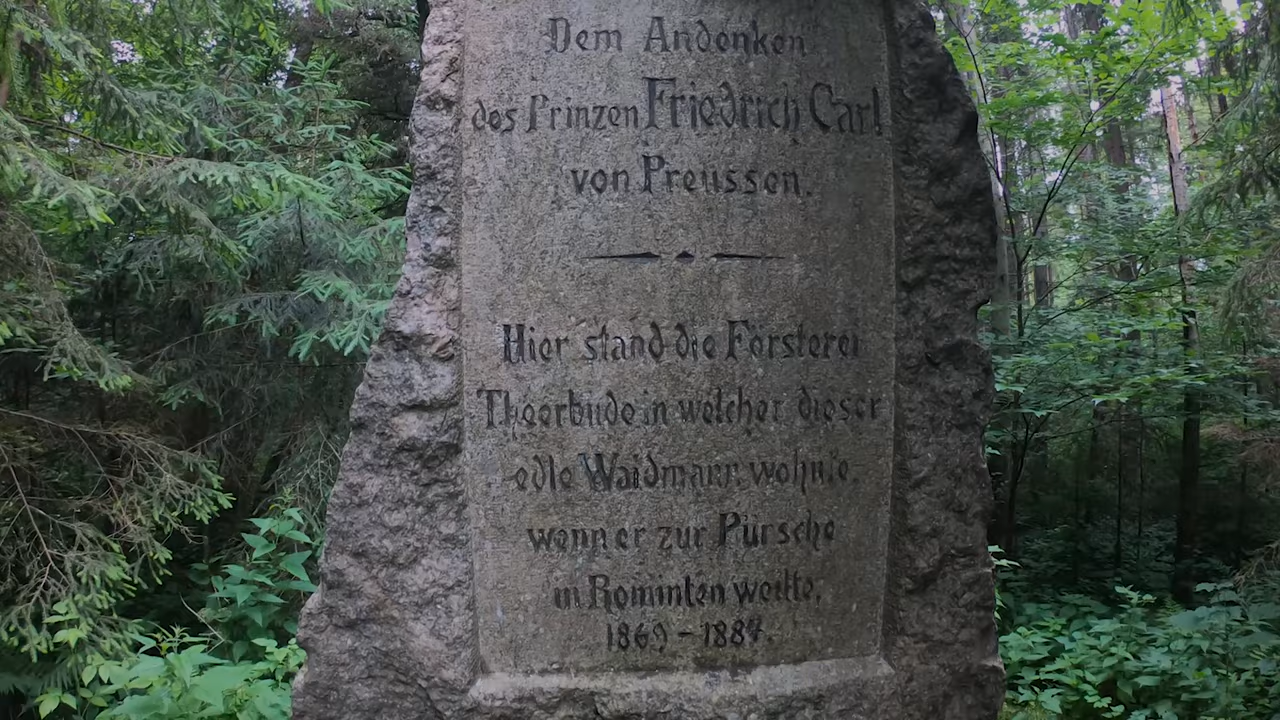 Dem Andenken
des Prinzen Friedrich Carl
von Preussen.
Hier stand die Försterei
Theerbude in welcher dieser
edle Waidmann wohnte,
wenn er zur Pürsche
in Rominten weilte.
1869 - 1884.